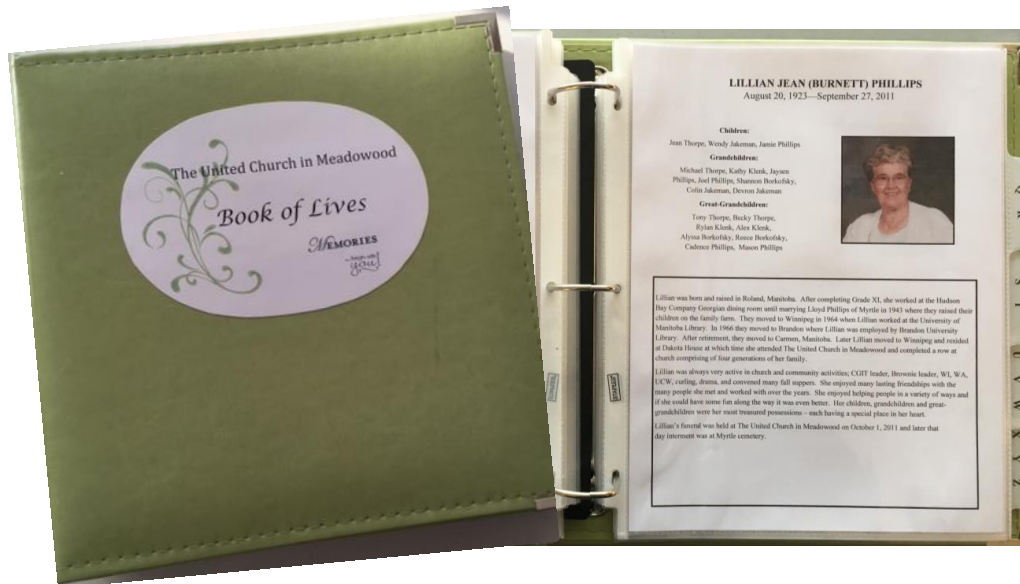 The United Church in Meadowood
Book of Lives
MEMORIES
you!
LILLIAN JEAN (BURNETT) PHILLIPS
August 20, 1923—September 27, 2011
Children:
Jean Thorpe, Wendy Jakeman, Jamie Phillips
Grandchildren:
Michael Thorpe, Kathy Klenk, Jaysen
Phillips, Joel Phillips, Shannon Borkofsky,
Colin Jakeman, Devron Jakeman
Great-Grandchildren:
Tony Thorpe, Becky Thorpe,
Rylan Klenk, Alex Klenk,
Alyssa Borkofsky, Reece Borkofsky,
Cadence Phillips, Mason Phillips
Lillian was born and raised in Roland, Manitoba. After completing Grade XI, she worked at the Hudson
Bay Company Georgian dining room until marrying Lloyd Phillips of Myrtle in 1943 where they raised their
children on the family farm. They moved to Winnipeg in 1964 when Lillian worked at the University of
Manitoba Library. In 1966 they moved to Brandon where Lillian was employed by Brandon University
Library. After retirement, they moved to Carmen, Manitoba. Later Lillian moved to Winnipeg and resided
at Dakota House at which time she attended The United Church in Meadowood and completed a row at
church comprising of four generations of her family.
Lillian was always very active in church and community activities; CGIT leader, Brownie leader, WI, WA,
UCW, curling, drama, and convened many fall suppers. She enjoyed many lasting friendships with the
many people she met and worked with over the years. She enjoyed helping people in a variety of ways and
if she could have some fun along the way it was even better. Her children, grandchildren and great-
grandchildren were her most treasured possessions – each having a special place in her heart.
Lillian's funeral was held at The United Church in Meadowood on October 1, 2011 and later that
day interment was at Myrtle cemetery.